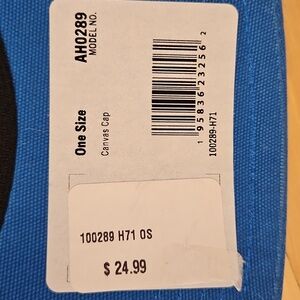 AH0289
MODEL NO.
One Size
Canvas Cap
1 95836 23256 2
100289-H71
100289 H71 OS
$ 24.99